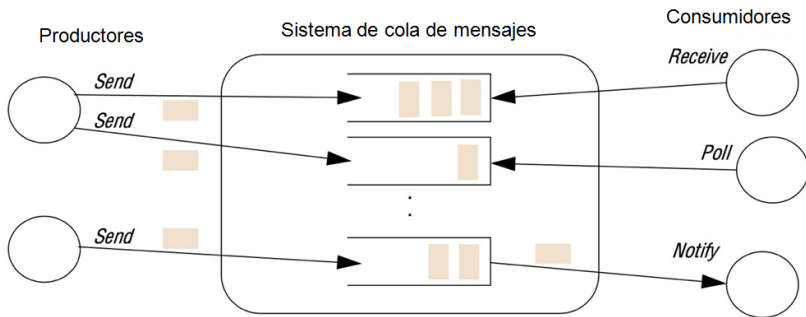 Productores
Sistema de cola de mensajes
Consumidores
Send
Receive
Send
Poll
Send
Notify